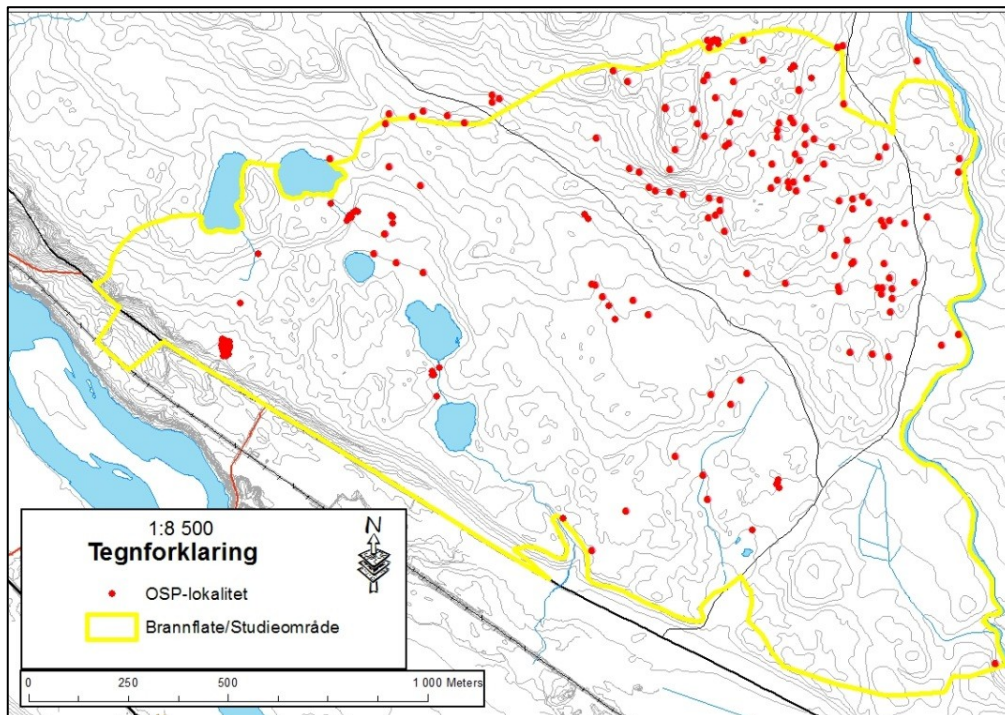 1:8 500
N
Tegnforklaring
OSP-lokalitet
Brannflate/Studieområde
0 250 500 1 000 Meters